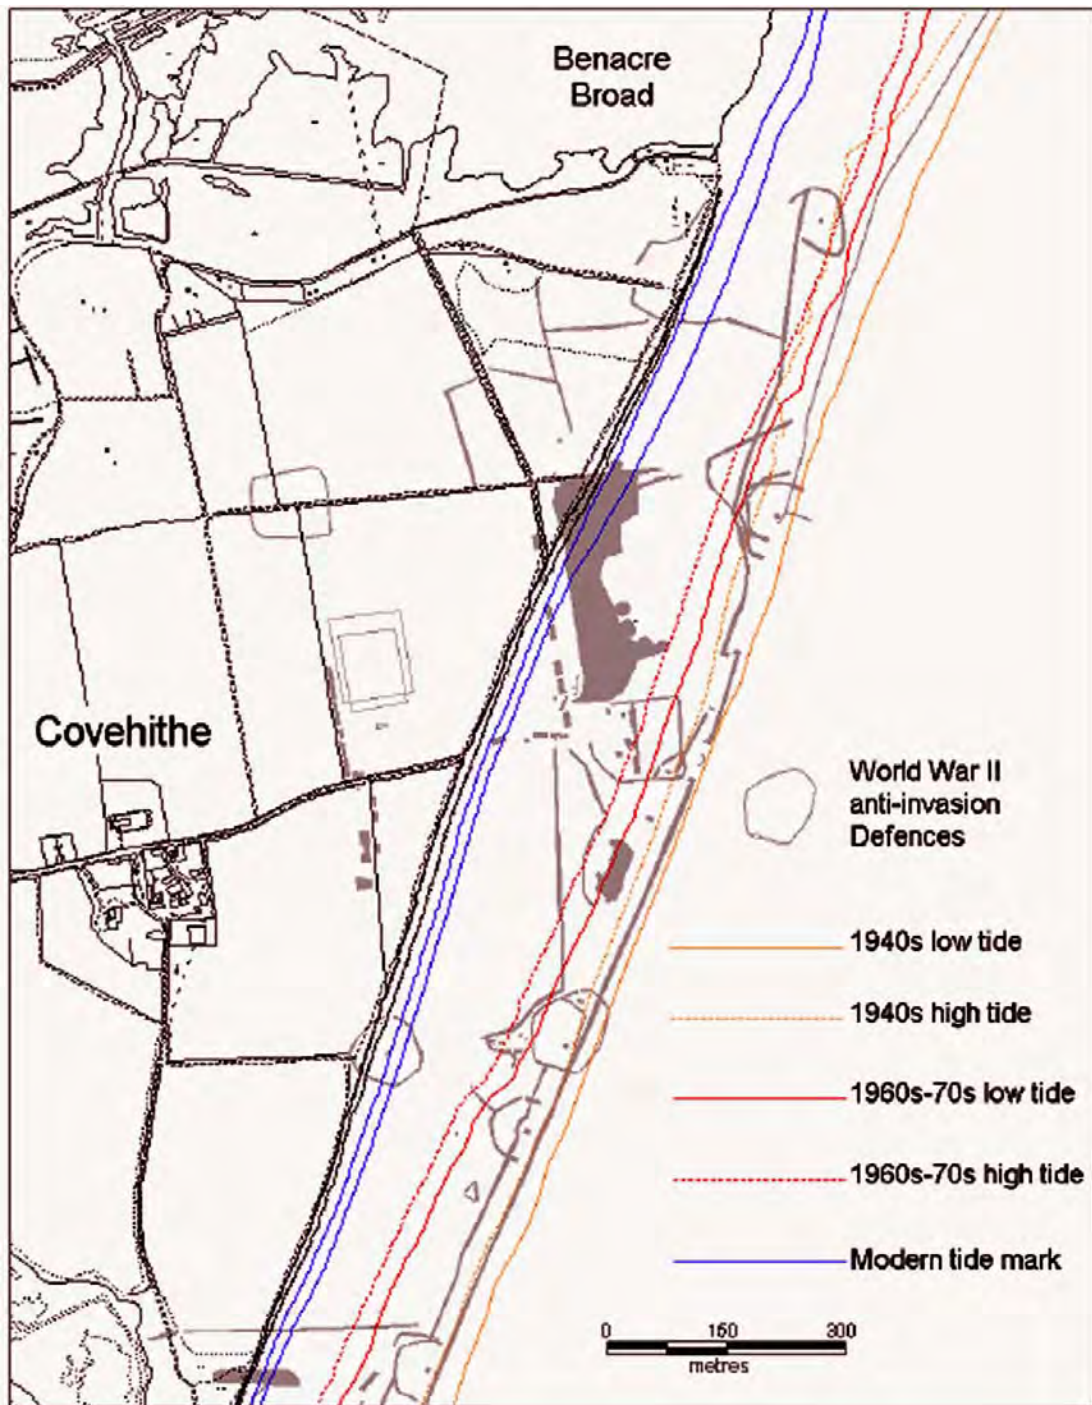 Benacre
Broad
Covehithe
World War II
anti-invasion
Defences
1940s low tide
1940s high tide
1960s-70s low tide
1960s-70s high tide
Modern tide mark
0 150 300
metres